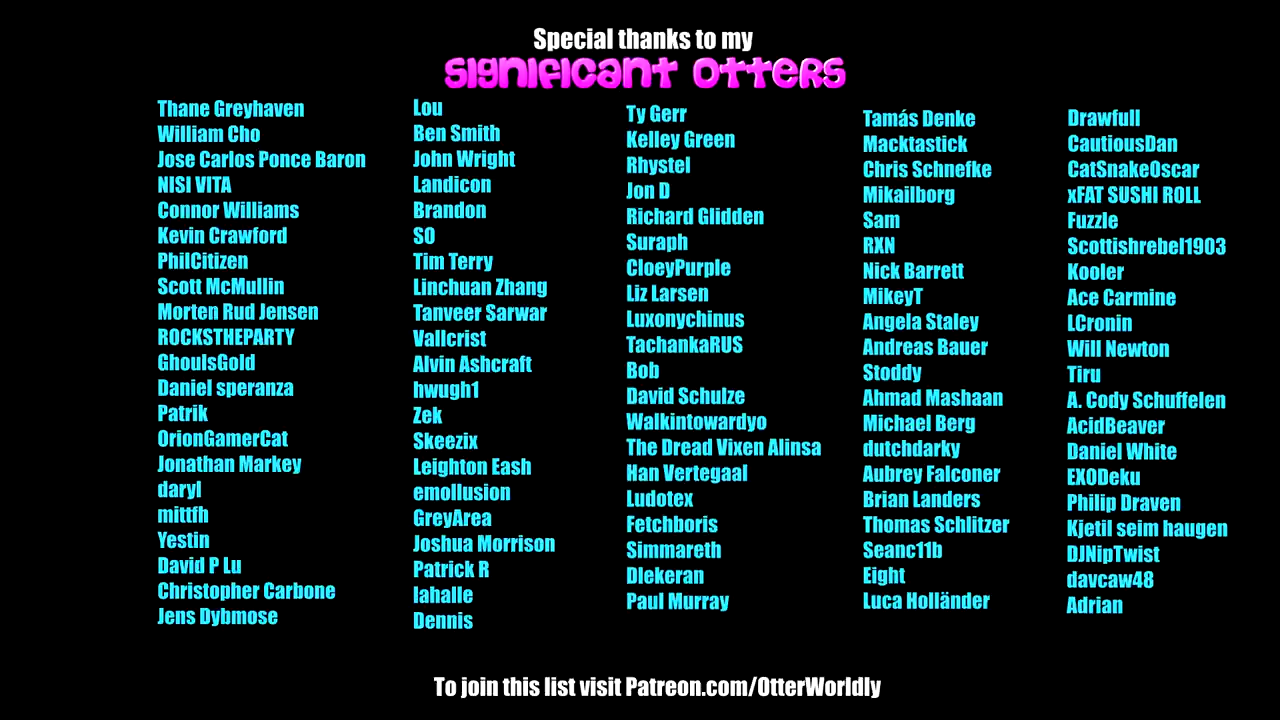 Special thanks to my
SIGNIFICANT OTTERS
Thane Greyhaven
William Cho
Jose Carlos Ponce Baron
NISI VITA
Connor Williams
Kevin Crawford
PhilCitizen
Scott McMullin
Morten Rud Jensen
ROCKSTHEPARTY
GhoulsGold
Daniel speranza
Patrik
OrionGamerCat
Jonathan Markey
daryl
mittfh
Yestin
David P Lu
Christopher Carbone
Jens Dybmose
Lou
Ben Smith
John Wright
Landicon
Brandon
SO
Tim Terry
Linchuan Zhang
Tanveer Sarwar
Vallcrist
Alvin Ashcraft
hwugh1
Zek
Skeezix
Leighton Eash
emollusion
GreyArea
Joshua Morrison
Patrick R
lahalle
Dennis
Ty Gerr
Kelley Green
Rhystel
Jon D
Richard Glidden
Suraph
CloeyPurple
Liz Larsen
Luxonychinus
TachankaRUS
Bob
David Schulze
Walkintowardyo
The Dread Vixen Alinsa
Han Vertegaal
Ludotex
Fetchboris
Simmareth
Dlekeran
Paul Murray
Tamás Denke
Macktastick
Chris Schnefke
Mikailborg
Sam
RXN
Nick Barrett
MikeyT
Angela Staley
Andreas Bauer
Stoddy
Ahmad Mashaan
Michael Berg
dutchdarky
Aubrey Falconer
Brian Landers
Thomas Schlitzer
Seanc11b
Eight
Luca Holländer
Drawfull
CautiousDan
CatSnakeOscar
xFAT SUSHI ROLL
Fuzzle
Scottishrebel1903
Kooler
Ace Carmine
LCronin
Will Newton
Tiru
A. Cody Schuffelen
AcidBeaver
Daniel White
EXODeku
Philip Draven
Kjetil seim haugen
DJNipTwist
davcaw48
Adrian
To join this list visit Patreon.com/OtterWorldly